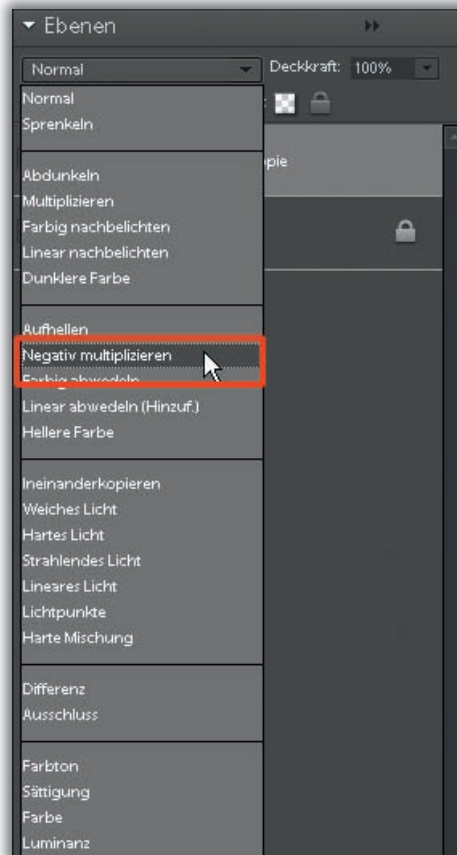 Ebenen
Normal Deckkraft: 100%
Normal
Sprenkeln
Abdunkeln
Multiplizieren
Farbig nachbelichten
Linear nachbelichten
Dunklere Farbe
Aufhellen
Negativ multiplizieren
Farbig abwedeln
Linear abwedeln (Hinzuf.)
Hellere Farbe
Ineinanderkopieren
Weiches Licht
Hartes Licht
Strahlendes Licht
Lineares Licht
Lichtpunkte
Harte Mischung
Differenz
Ausschluss
Farbton
Sättigung
Farbe
Luminanz